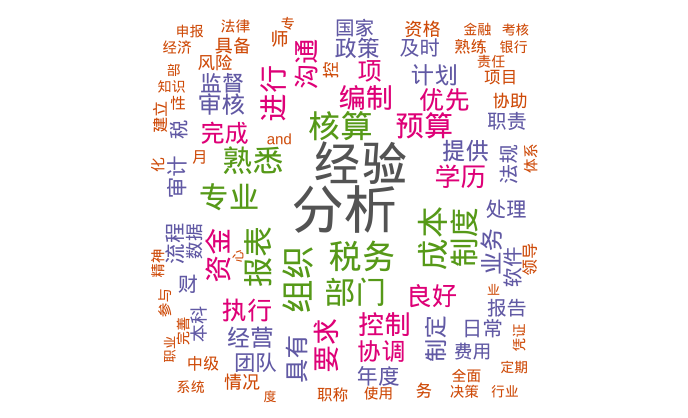 申报
法律
专
师
国家
资格
金融
考核
经济
具备
沟通
政策
及时
熟练
银行
部
风险
控
项
责任
知识
监督
进行
计划
项目
性
审核
编制
优先
协助
建立
税
完成
and
核算
预算
职责
化
月
熟悉
经验
提供
法规
体系
审计
学历
专业
分析
成本
制度
处理
流程
数据
资金
心
报表
组织
税务
业务
软件
领导
精神
部门
良好
参与
执行
报告
职业
完善
本科
经营
具有
要求
控制
制定
日常
凭证
中级
团队
协调
费用
系统
情况
年度
全面
定期
度
职称
使用
务
决策
行业